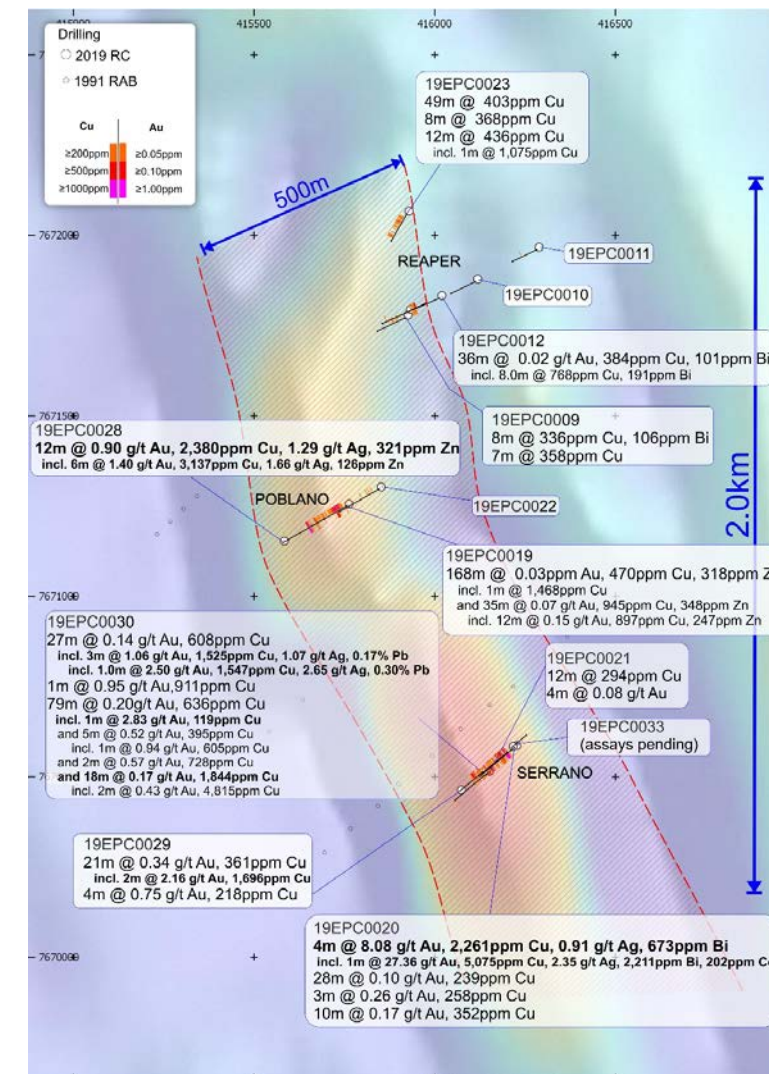 415000
415500
416000
416500
Drilling
2019 RC
1991 RAB
Cu Au
≥200ppm ≥0.05ppm
≥500ppm ≥0.10ppm
≥1000ppm ≥1.00ppm
19EPC0023
49m @ 403ppm Cu
8m @ 368ppm Cu
12m @ 436ppm Cu
incl. 1m @ 1,075ppm Cu
500m
7672000
REAPER
19EPC0011
19EPC0010
19EPC0012
36m @ 0.02 g/t Au, 384ppm Cu, 101ppm Bi
incl. 8.0m @ 768ppm Cu, 191ppm Bi
7671500
19EPC0009
8m @ 336ppm Cu, 106ppm Bi
7m @ 358ppm Cu
19EPC0028
12m @ 0.90 g/t Au, 2,380ppm Cu, 1.29 g/t Ag, 321ppm Zn
incl. 6m @ 1.40 g/t Au, 3,137ppm Cu, 1.66 g/t Ag, 126ppm Zn
2.0km
POBLANO
19EPC0022
19EPC0019
168m @ 0.03ppm Au, 470ppm Cu, 318ppm Z
incl. 1m @ 1,468ppm Cu
and 35m @ 0.07 g/t Au, 945ppm Cu, 348ppm Zn
incl. 12m @ 0.15 g/t Au, 897ppm Cu, 247ppm Zn
7671000
19EPC0030
27m @ 0.14 g/t Au, 608ppm Cu
incl. 3m @ 1.06 g/t Au, 1,525ppm Cu, 1.07 g/t Ag, 0.17% Pb
incl. 1.0m @ 2.50 g/t Au, 1,547ppm Cu, 2.65 g/t Ag, 0.30% Pb
1m @ 0.95 g/t Au,911ppm Cu
79m @ 0.20g/t Au, 636ppm Cu
incl. 1m @ 2.83 g/t Au, 119ppm Cu
and 5m @ 0.52 g/t Au, 395ppm Cu
incl. 1m @ 0.94 g/t Au, 605ppm Cu
and 2m @ 0.57 g/t Au, 728ppm Cu
and 18m @ 0.17 g/t Au, 1,844ppm Cu
incl. 2m @ 0.43 g/t Au, 4,815ppm Cu
19EPC0021
12m @ 294ppm Cu
4m @ 0.08 g/t Au
19EPC0033
(assays pending)
SERRANO
19EPC0029
21m @ 0.34 g/t Au, 361ppm Cu
incl. 2m @ 2.16 g/t Au, 1,696ppm Cu
4m @ 0.75 g/t Au, 218ppm Cu
19EPC0020
4m @ 8.08 g/t Au, 2,261ppm Cu, 0.91 g/t Ag, 673ppm Bi
incl. 1m @ 27.36 g/t Au, 5,075ppm Cu, 2.35 g/t Ag, 2,211ppm Bi, 202ppm Co
28m @ 0.10 g/t Au, 239ppm Cu
3m @ 0.26 g/t Au, 258ppm Cu
10m @ 0.17 g/t Au, 352ppm Cu
7670000